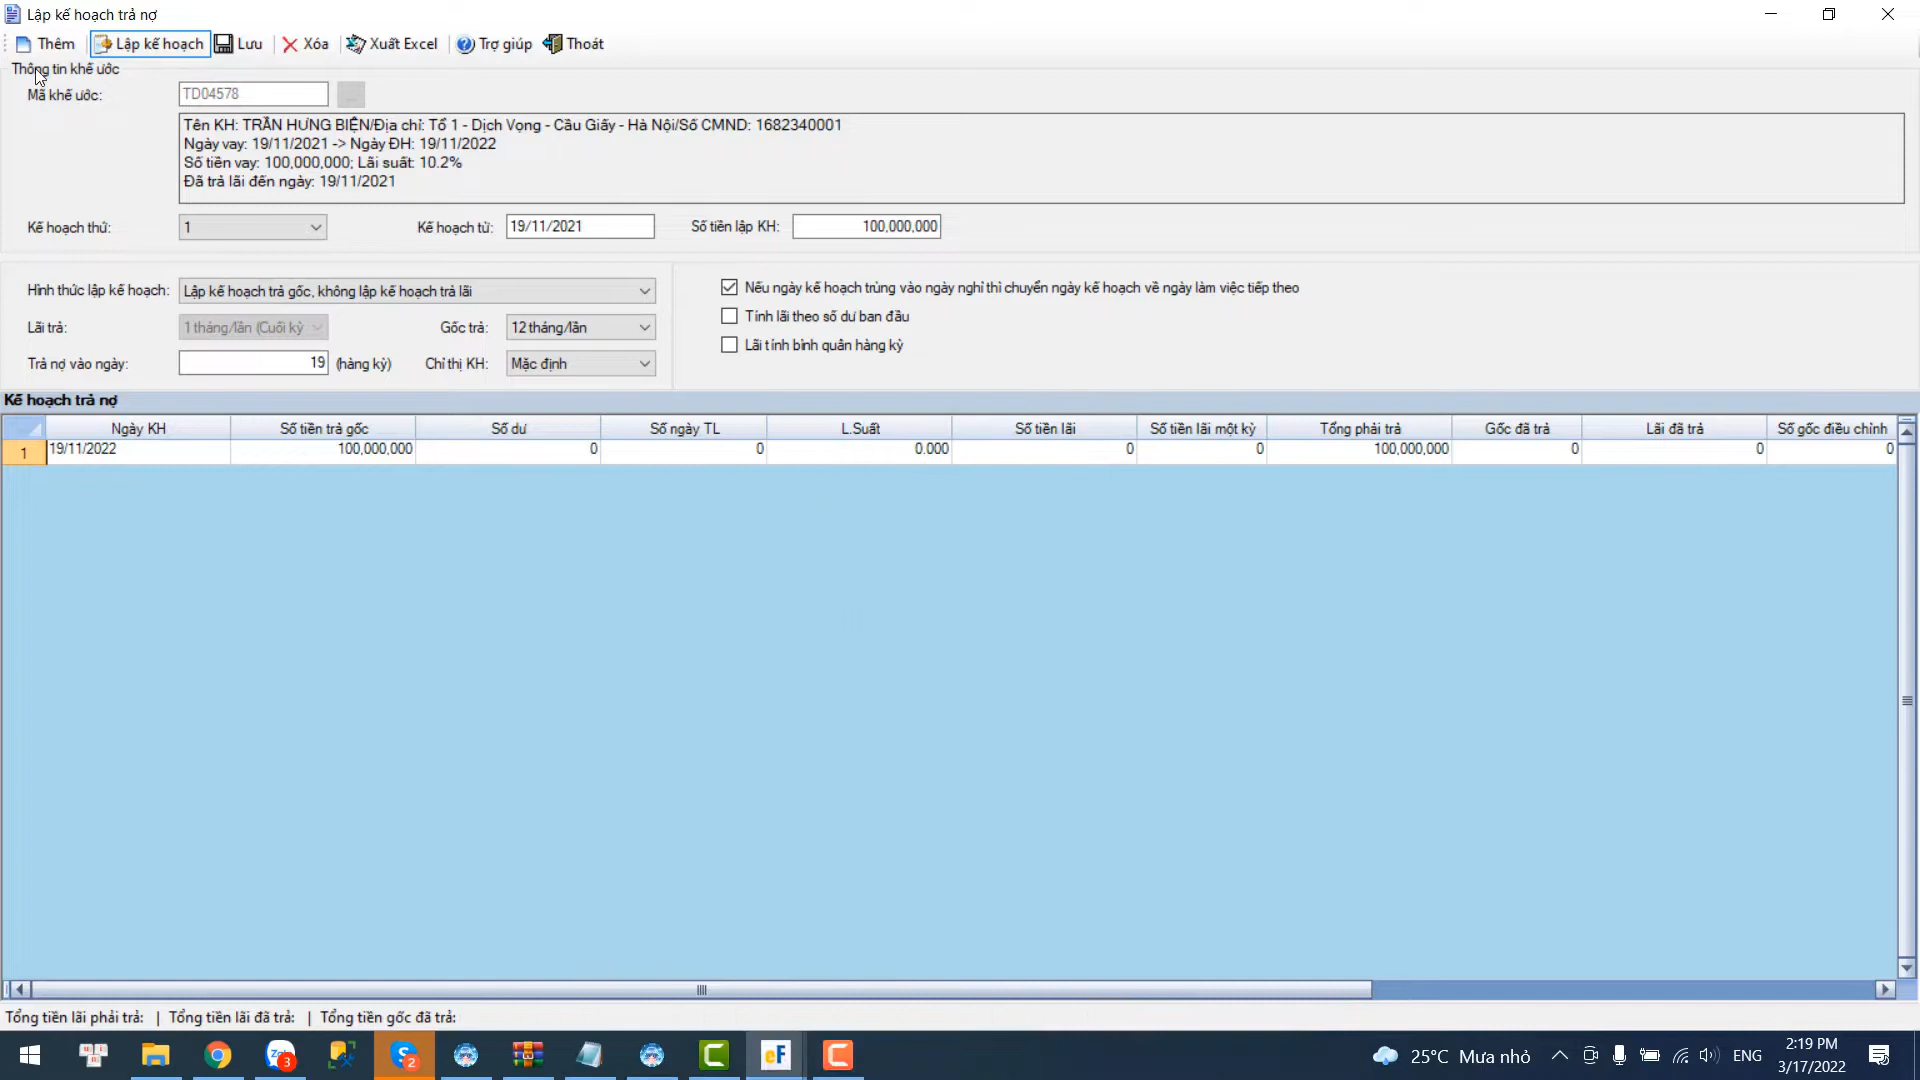 Lập kế hoạch trả nợ
Thêm Lập kế hoạch Lưu Xóa Xuất Excel Trợ giúp Thoát
Thông tin khế ước
Mã khế ước: TD04578 ...
Tên KH: TRẦN HƯNG BIỆN/Địa chỉ: Tổ 1 - Dịch Vọng - Cầu Giấy - Hà Nội/Số CMND: 1682340001
Ngày vay: 19/11/2021 -> Ngày ĐH: 19/11/2022
Số tiền vay: 100,000,000; Lãi suất: 10.2%
Đã trả lãi đến ngày: 19/11/2021
Kế hoạch thứ: 1 Kế hoạch từ: 19/11/2021 Số tiền lập KH: 100,000,000
Hình thức lập kế hoạch: Lập kế hoạch trả gốc, không lập kế hoạch trả lãi
Lãi trả: 1 tháng/lần (Cuối kỳ Gốc trả: 12 tháng/lần
Trả nợ vào ngày: 19 (hàng kỳ) Chỉ thị KH: Mặc định
Nếu ngày kế hoạch trùng vào ngày nghỉ thì chuyển ngày kế hoạch về ngày làm việc tiếp theo
Tính lãi theo số dư ban đầu
Lãi tính bình quân hàng kỳ
Kế hoạch trả nợ
Ngày KH Số tiền trả gốc Số dư Số ngày TL L.Suất Số tiền lãi Số tiền lãi một kỳ Tổng phải trả Gốc đã trả Lãi đã trả Số gốc điều chỉnh
1 19/11/2022 100,000,000 0 0 0.000 0 0 100,000,000 0 0 0
Tổng tiền lãi phải trả: | Tổng tiền lãi đã trả: | Tổng tiền gốc đã trả:
3 2 eF 25°C Mưa nhỏ ENG 2:19 PM
3/17/2022